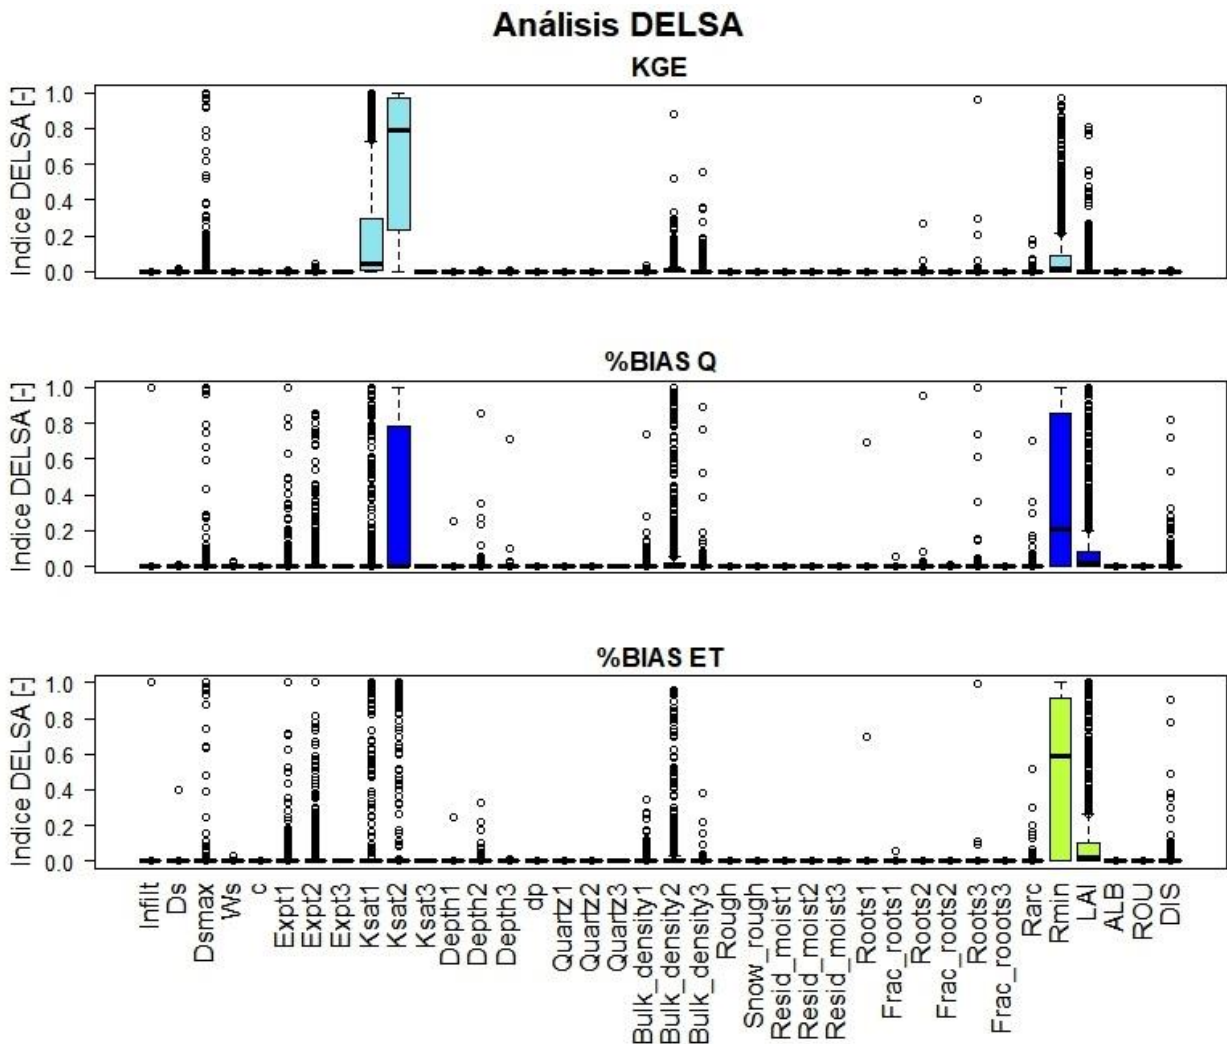 Análisis DELSA
KGE
Indice DELSA [-]
1.0
0.8
0.6
0.4
0.2
0.0
%BIAS Q
Indice DELSA [-]
1.0
0.8
0.6
0.4
0.2
0.0
%BIAS ET
Indice DELSA [-]
1.0
0.8
0.6
0.4
0.2
0.0
Infilt
Ds
Dsmax
Ws
c
Expt1
Expt2
Expt3
Ksat1
Ksat2
Ksat3
Depth1
Depth2
Depth3
dp
Quartz1
Quartz2
Quartz3
Bulk_density1
Bulk_density2
Bulk_density3
Rough
Snow_rough
Resid_moist1
Resid_moist2
Resid_moist3
Roots1
Frac_roots1
Roots2
Frac_roots2
Roots3
Frac_rooots3
Rarc
Rmin
LAI
ALB
ROU
DIS